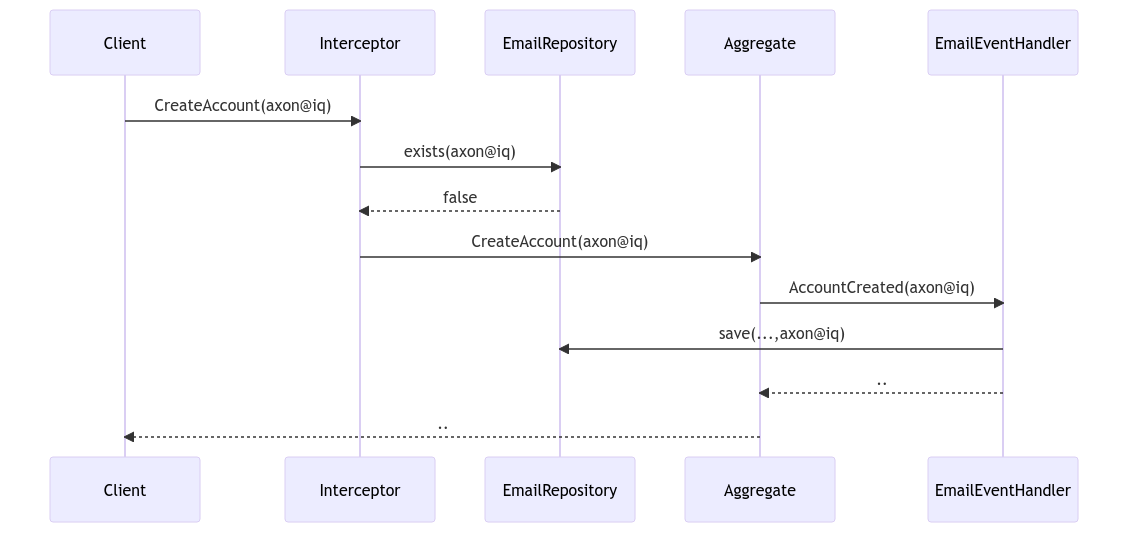 Client
Interceptor
EmailRepository
Aggregate
EmailEventHandler
CreateAccount(axon@iq)
exists(axon@iq)
false
CreateAccount(axon@iq)
AccountCreated(axon@iq)
save(...,axon@iq)
..
..
Client
Interceptor
EmailRepository
Aggregate
EmailEventHandler